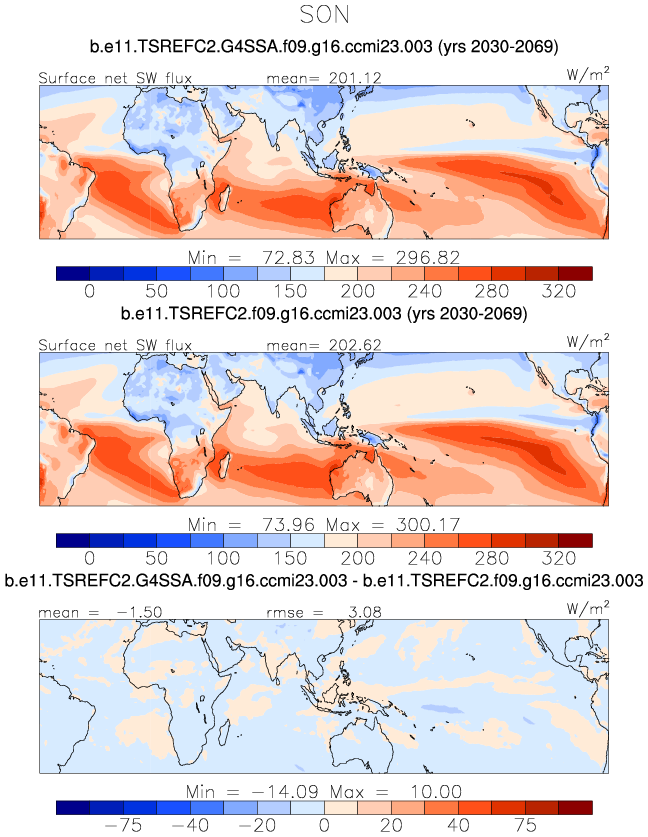 SON
b.e11.TSREFC2.G4SSA.f09.g16.ccmi23.003 (yrs 2030-2069)
Surface net SW flux mean= 201.12 W/m²
Min = 72.83 Max = 296.82
0 50 100 150 200 240 280 320
b.e11.TSREFC2.f09.g16.ccmi23.003 (yrs 2030-2069)
Surface net SW flux mean= 202.62 W/m²
Min = 73.96 Max = 300.17
0 50 100 150 200 240 280 320
b.e11.TSREFC2.G4SSA.f09.g16.ccmi23.003 - b.e11.TSREFC2.f09.g16.ccmi23.003
mean = −1.50 rmse = 3.08 W/m²
Min = −14.09 Max = 10.00
−75 −40 −20 0 20 40 75